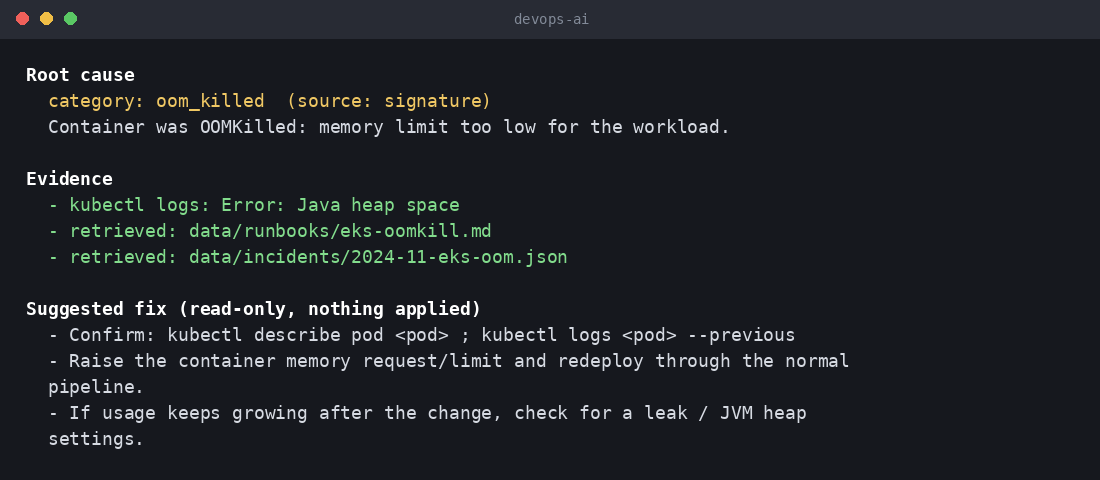 devops-ai
Root cause
category: oom_killed  (source: signature)
Container was OOMKilled: memory limit too low for the workload.
Evidence
- kubectl logs: Error: Java heap space
- retrieved: data/runbooks/eks-oomkill.md
- retrieved: data/incidents/2024-11-eks-oom.json
Suggested fix (read-only, nothing applied)
- Confirm: kubectl describe pod <pod> ; kubectl logs <pod> --previous
- Raise the container memory request/limit and redeploy through the normal
pipeline.
- If usage keeps growing after the change, check for a leak / JVM heap
settings.